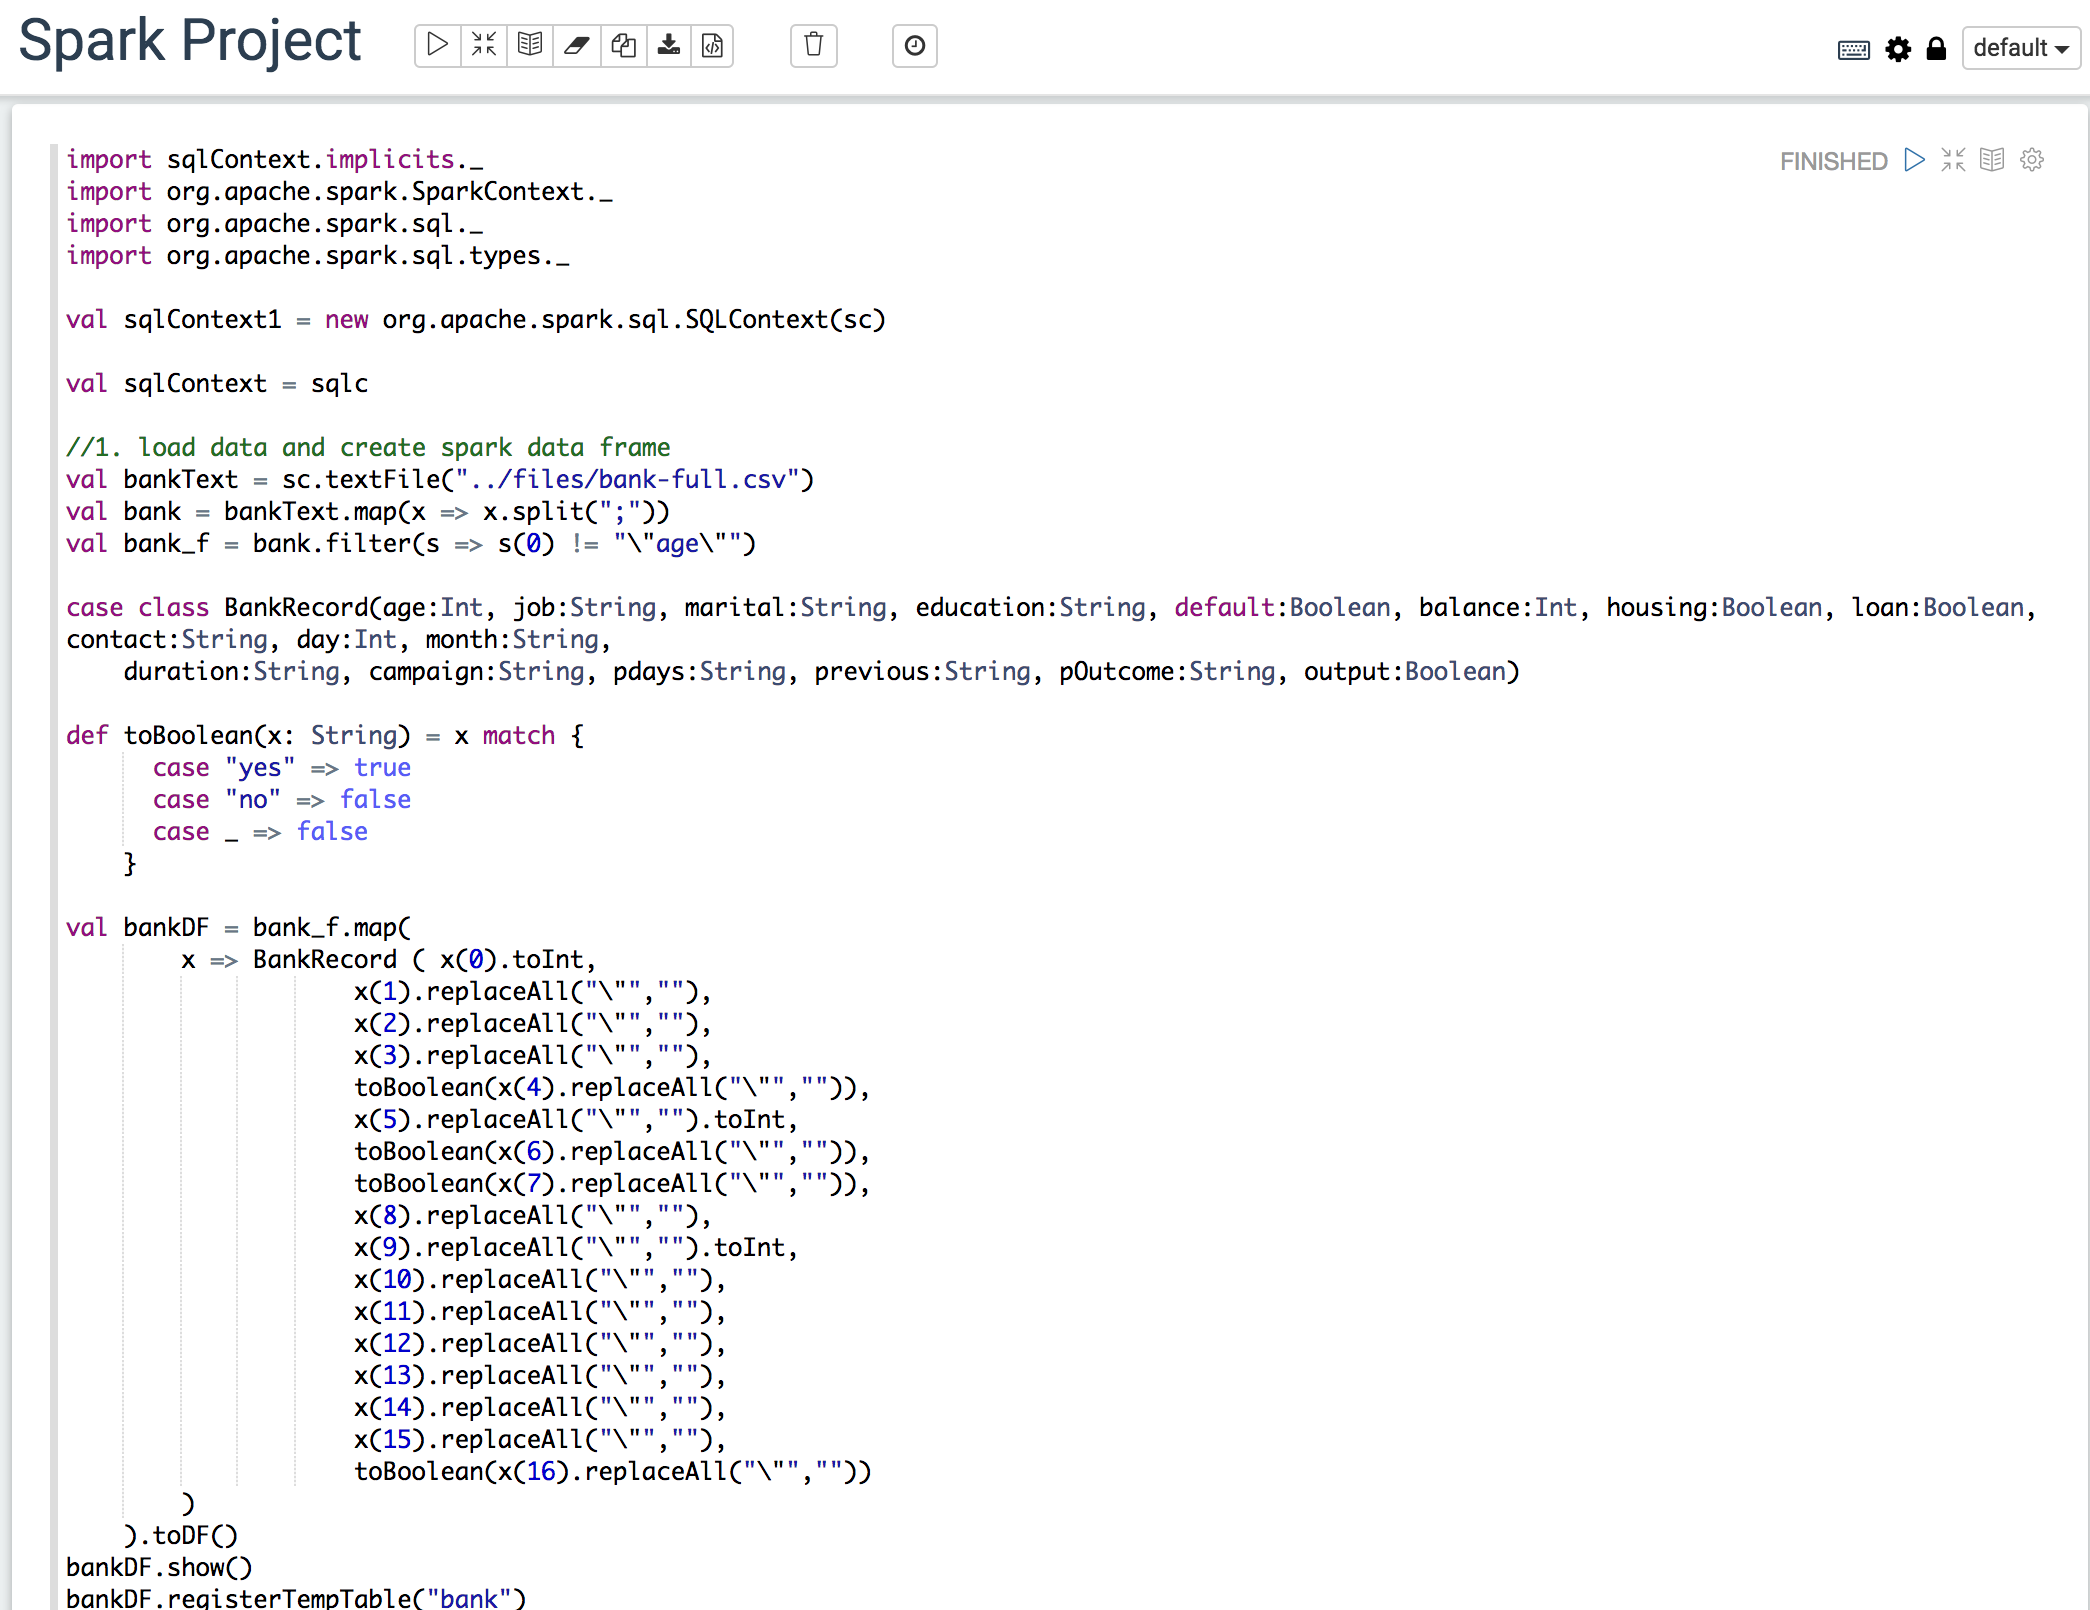 Spark Project
default
FINISHED
import sqlContext.implicits._
import org.apache.spark.SparkContext._
import org.apache.spark.sql._
import org.apache.spark.sql.types._
val sqlContext1 = new org.apache.spark.sql.SQLContext(sc)
val sqlContext = sqlc
//1. load data and create spark data frame
val bankText = sc.textFile("../files/bank-full.csv")
val bank = bankText.map(x => x.split(";"))
val bank_f = bank.filter(s => s(0) != "\"age\"")
case class BankRecord(age:Int, job:String, marital:String, education:String, default:Boolean, balance:Int, housing:Boolean, loan:Boolean,
contact:String, day:Int, month:String,
    duration:String, campaign:String, pdays:String, previous:String, pOutcome:String, output:Boolean)
def toBoolean(x: String) = x match {
      case "yes" => true
      case "no" => false
      case _ => false
    }
val bankDF = bank_f.map(
        x => BankRecord ( x(0).toInt,
                    x(1).replaceAll("\"",""),
                    x(2).replaceAll("\"",""),
                    x(3).replaceAll("\"",""),
                    toBoolean(x(4).replaceAll("\"","")),
                    x(5).replaceAll("\"","").toInt,
                    toBoolean(x(6).replaceAll("\"","")),
                    toBoolean(x(7).replaceAll("\"","")),
                    x(8).replaceAll("\"",""),
                    x(9).replaceAll("\"","").toInt,
                    x(10).replaceAll("\"",""),
                    x(11).replaceAll("\"",""),
                    x(12).replaceAll("\"",""),
                    x(13).replaceAll("\"",""),
                    x(14).replaceAll("\"",""),
                    x(15).replaceAll("\"",""),
                    toBoolean(x(16).replaceAll("\"",""))
        )
    ).toDF()
bankDF.show()
bankDF.registerTempTable("bank")